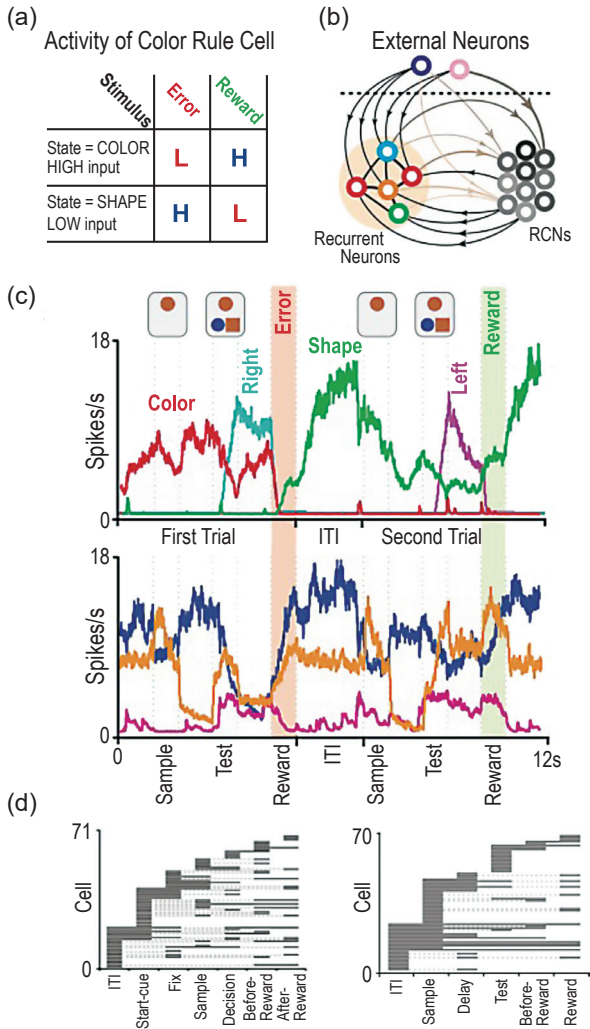 (a)
Activity of Color Rule Cell
Stimulus
Error
Reward
State = COLOR
HIGH input
L
H
State = SHAPE
LOW input
H
L
(b)
External Neurons
Recurrent
Neurons
RCNs
(c)
Error
Reward
18
Spikes/s
0
Color
Right
Shape
Left
12
First Trial
ITI
Second Trial
18
Spikes/s
0
0
Sample
Test
Reward
ITI
Sample
Test
Reward
12s
(d)
71
Cell
0
ITI
Start-cue
Fix
Sample
Decision
Before-
Reward
After-
Reward
70
Cell
0
ITI
Sample
Delay
Test
Before-
Reward
Reward